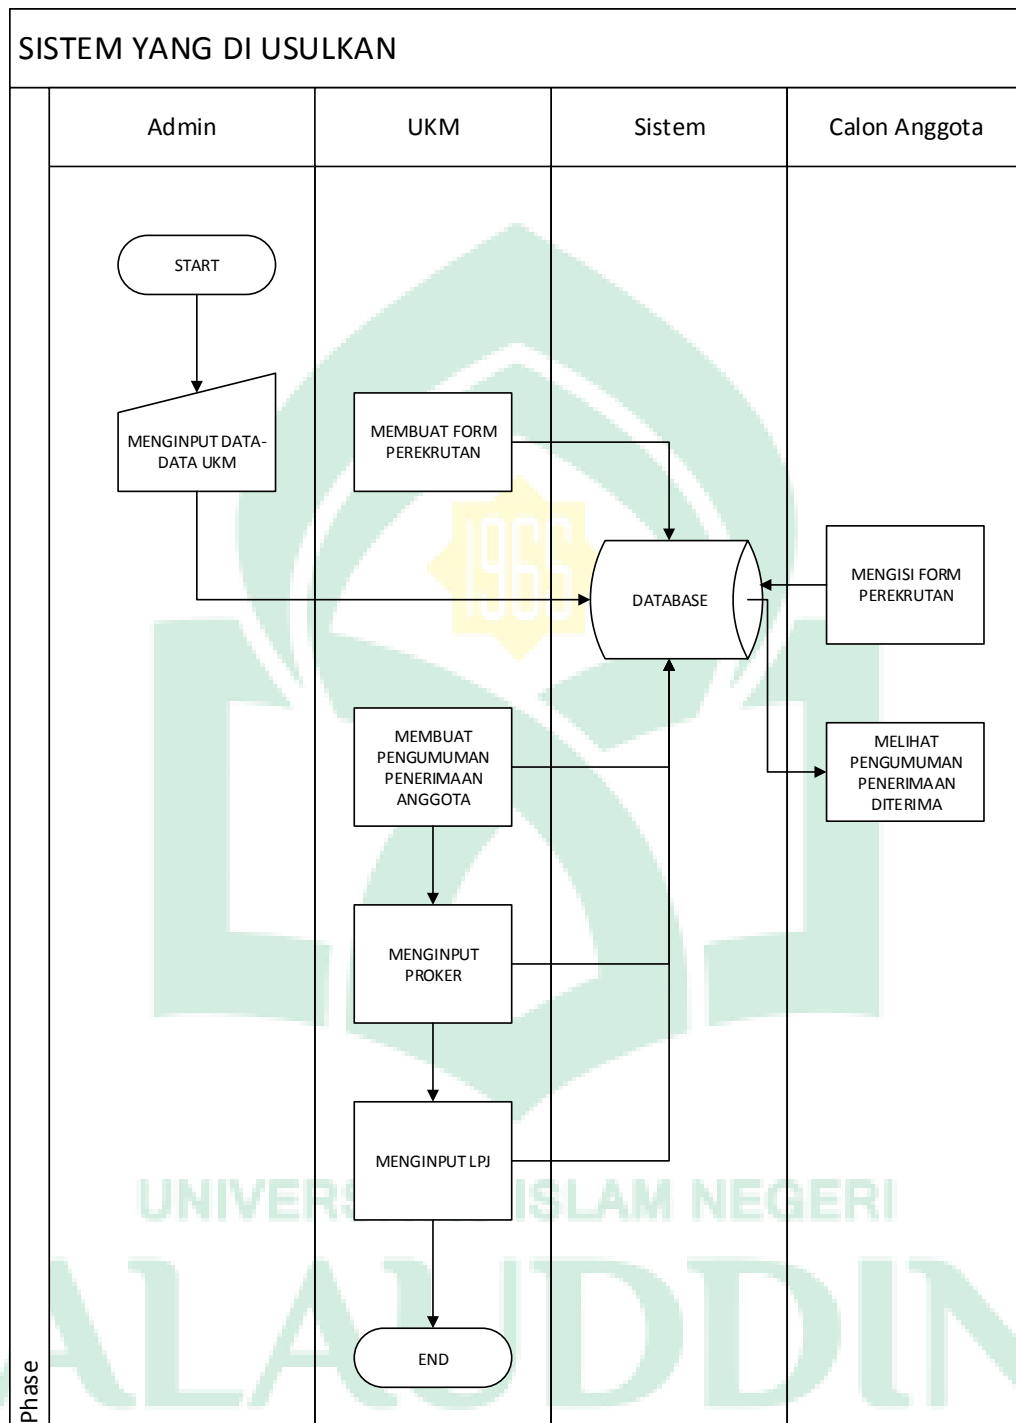 SISTEM YANG DI USULKAN
Admin
UKM
Sistem
Calon Anggota
START
MENGINPUT DATA-
DATA UKM
MEMBUAT FORM
PEREKRUTAN
1965
DATABASE
MENGISI FORM
PEREKRUTAN
MEMBUAT
PENGUMUMAN
PENERIMAAN
ANGGOTA
MELIHAT
PENGUMUMAN
PENERIMAAN
DITERIMA
MENGINPUT
PROKER
MENGINPUT LPJ
UNIVERS ISLAM NEGERI
ALAUDDIN
END
Phase